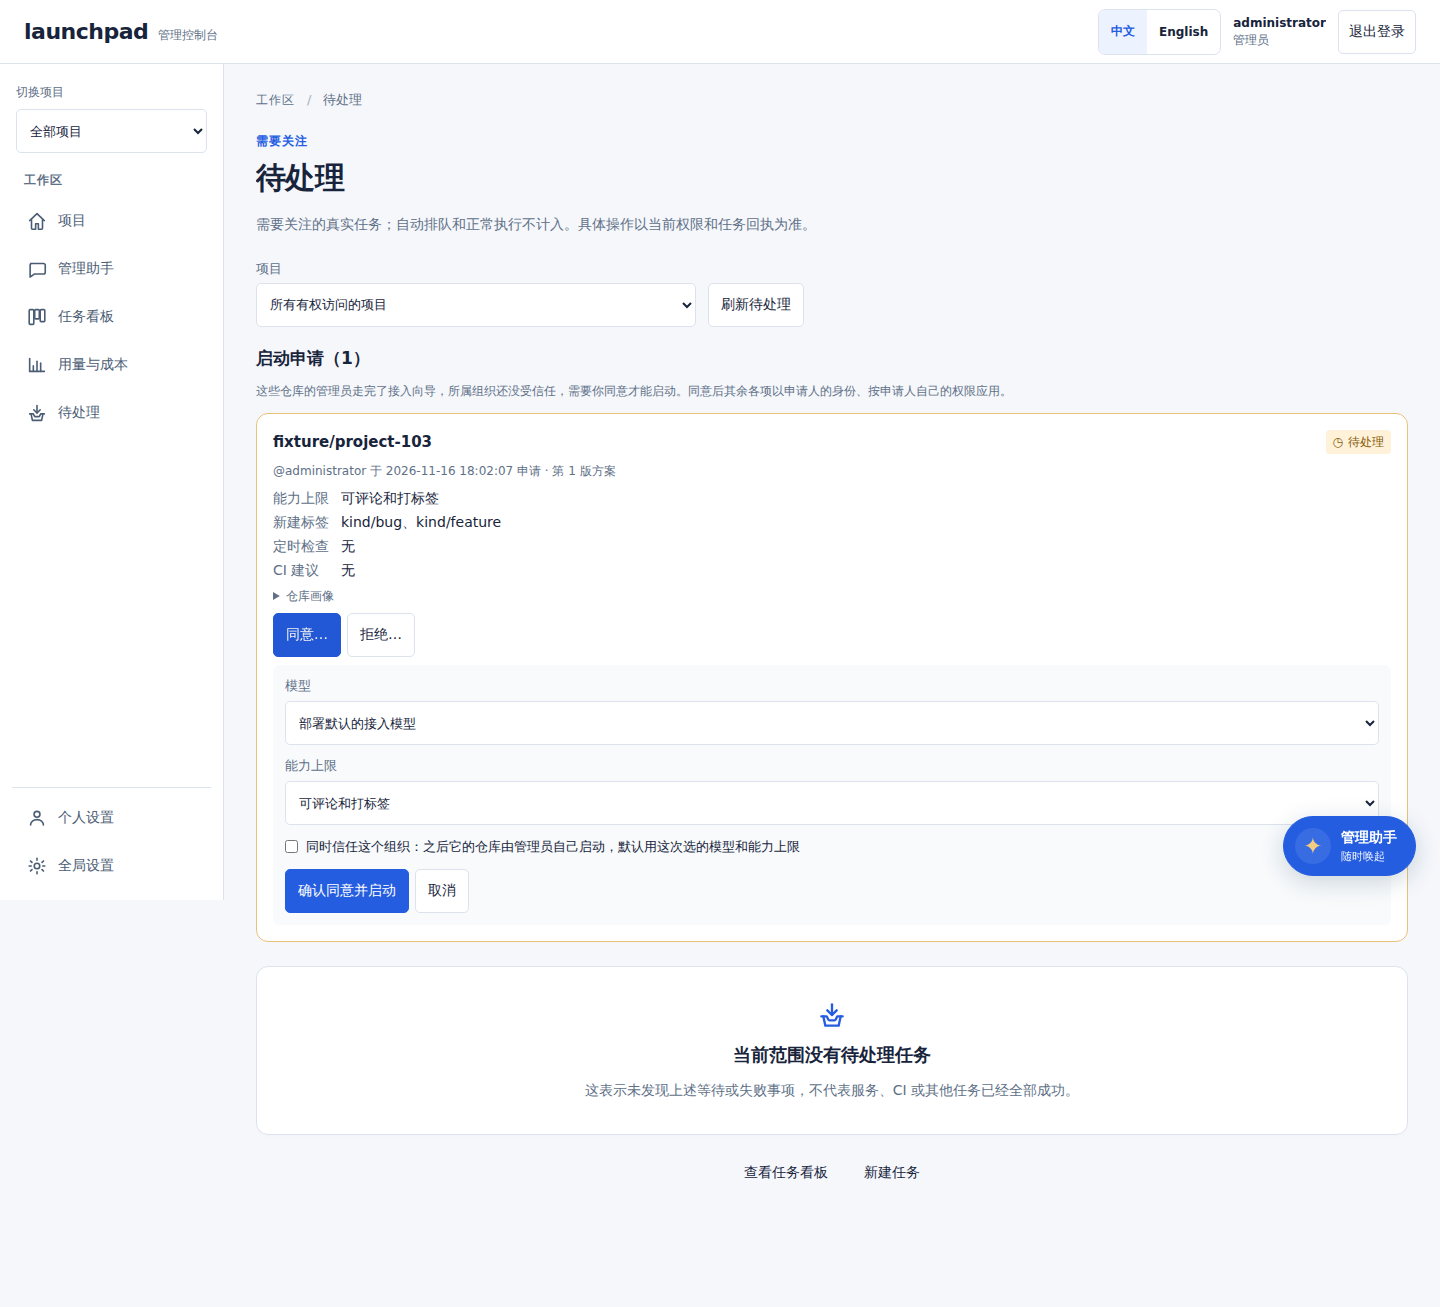 launchpad 管理控制台
中文 English
administrator
管理员
退出登录
切换项目
全部项目
工作区
项目
管理助手
任务看板
用量与成本
待处理
个人设置
全局设置
工作区 / 待处理
需要关注
待处理
需要关注的真实任务；自动排队和正常执行不计入。具体操作以当前权限和任务回执为准。
项目
所有有权访问的项目
刷新待处理
启动申请（1）
这些仓库的管理员走完了接入向导，所属组织还没受信任，需要你同意才能启动。同意后其余各项以申请人的身份、按申请人自己的权限应用。
fixture/project-103
待处理
@administrator 于 2026-11-16 18:02:07 申请 · 第 1 版方案
能力上限 可评论和打标签
新建标签 kind/bug、kind/feature
定时检查 无
CI 建议 无
仓库画像
同意… 拒绝…
模型
部署默认的接入模型
能力上限
可评论和打标签
同时信任这个组织：之后它的仓库由管理员自己启动，默认用这次选的模型和能力上限
确认同意并启动 取消
管理助手
随时唤起
当前范围没有待处理任务
这表示未发现上述等待或失败事项，不代表服务、CI 或其他任务已经全部成功。
查看任务看板 新建任务